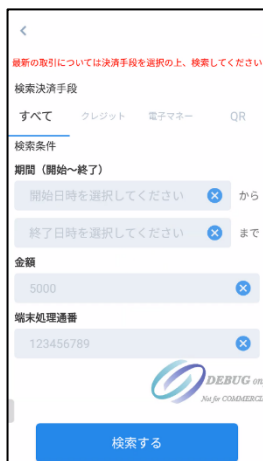 最新の取引については決済手段を選択の上、検索してください
検索決済手段
すべて クレジット 電子マネー QR
検索条件
期間（開始〜終了）
開始日時を選択してください から
終了日時を選択してください まで
金額
5000
端末処理通番
123456789
DEBUG on
Not for COMMERCI
検索する